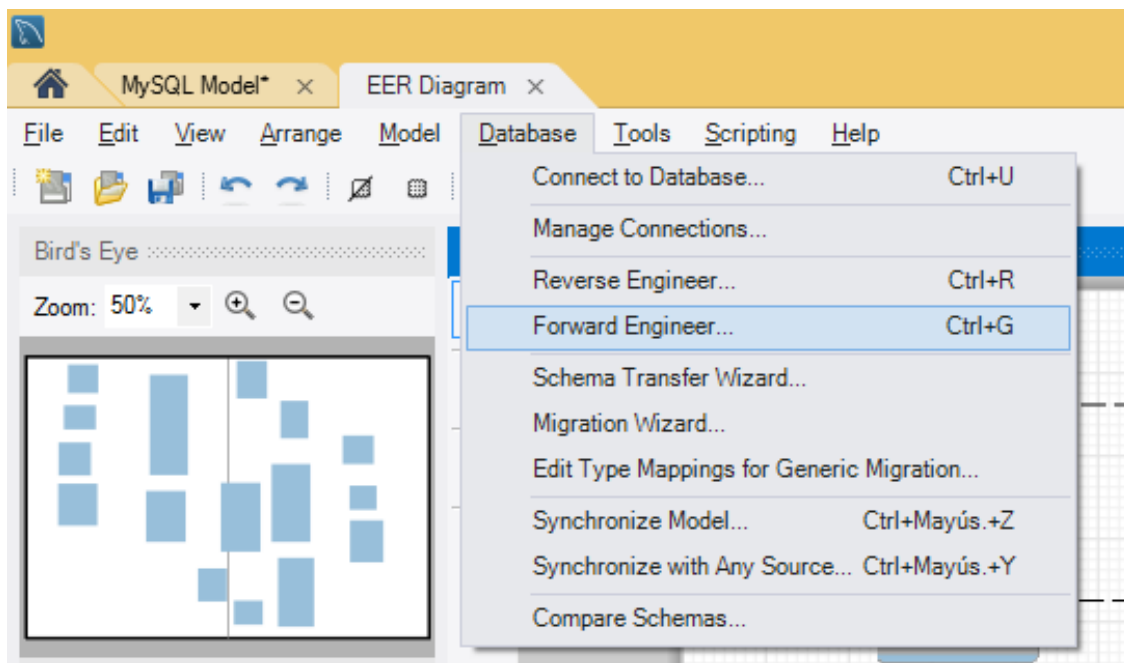 MySQL Model* ×
EER Diagram ×
File Edit View Arrange Model Database Tools Scripting Help
Connect to Database... Ctrl+U
Manage Connections...
Reverse Engineer... Ctrl+R
Forward Engineer... Ctrl+G
Schema Transfer Wizard...
Migration Wizard...
Edit Type Mappings for Generic Migration...
Synchronize Model... Ctrl+Mayús.+Z
Synchronize with Any Source... Ctrl+Mayús.+Y
Compare Schemas...
Bird's Eye
Zoom: 50%